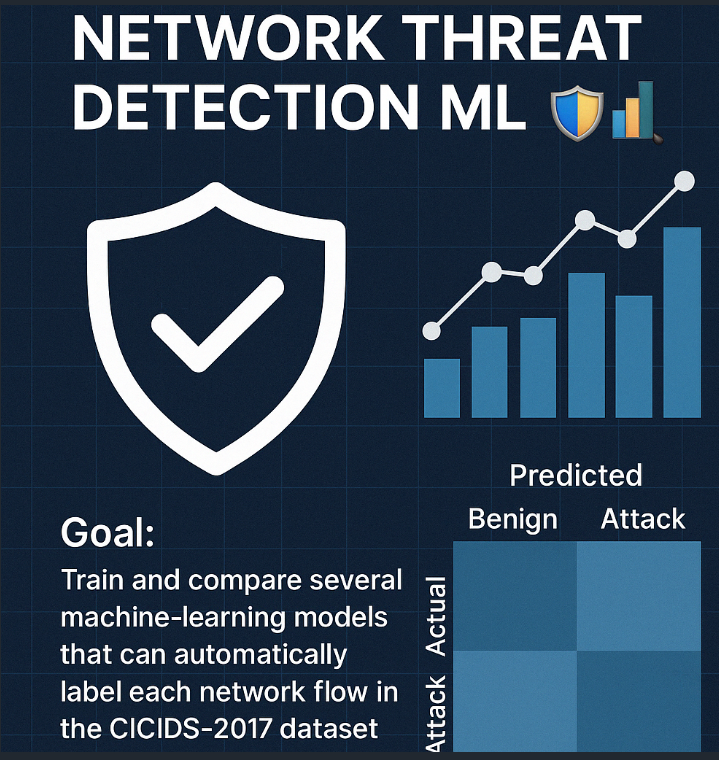 NETWORK THREAT
DETECTION ML
Goal:
Train and compare several
machine-learning models
that can automatically
label each network flow in
the CICIDS-2017 dataset
Predicted
Benign Attack
Actual
Attack